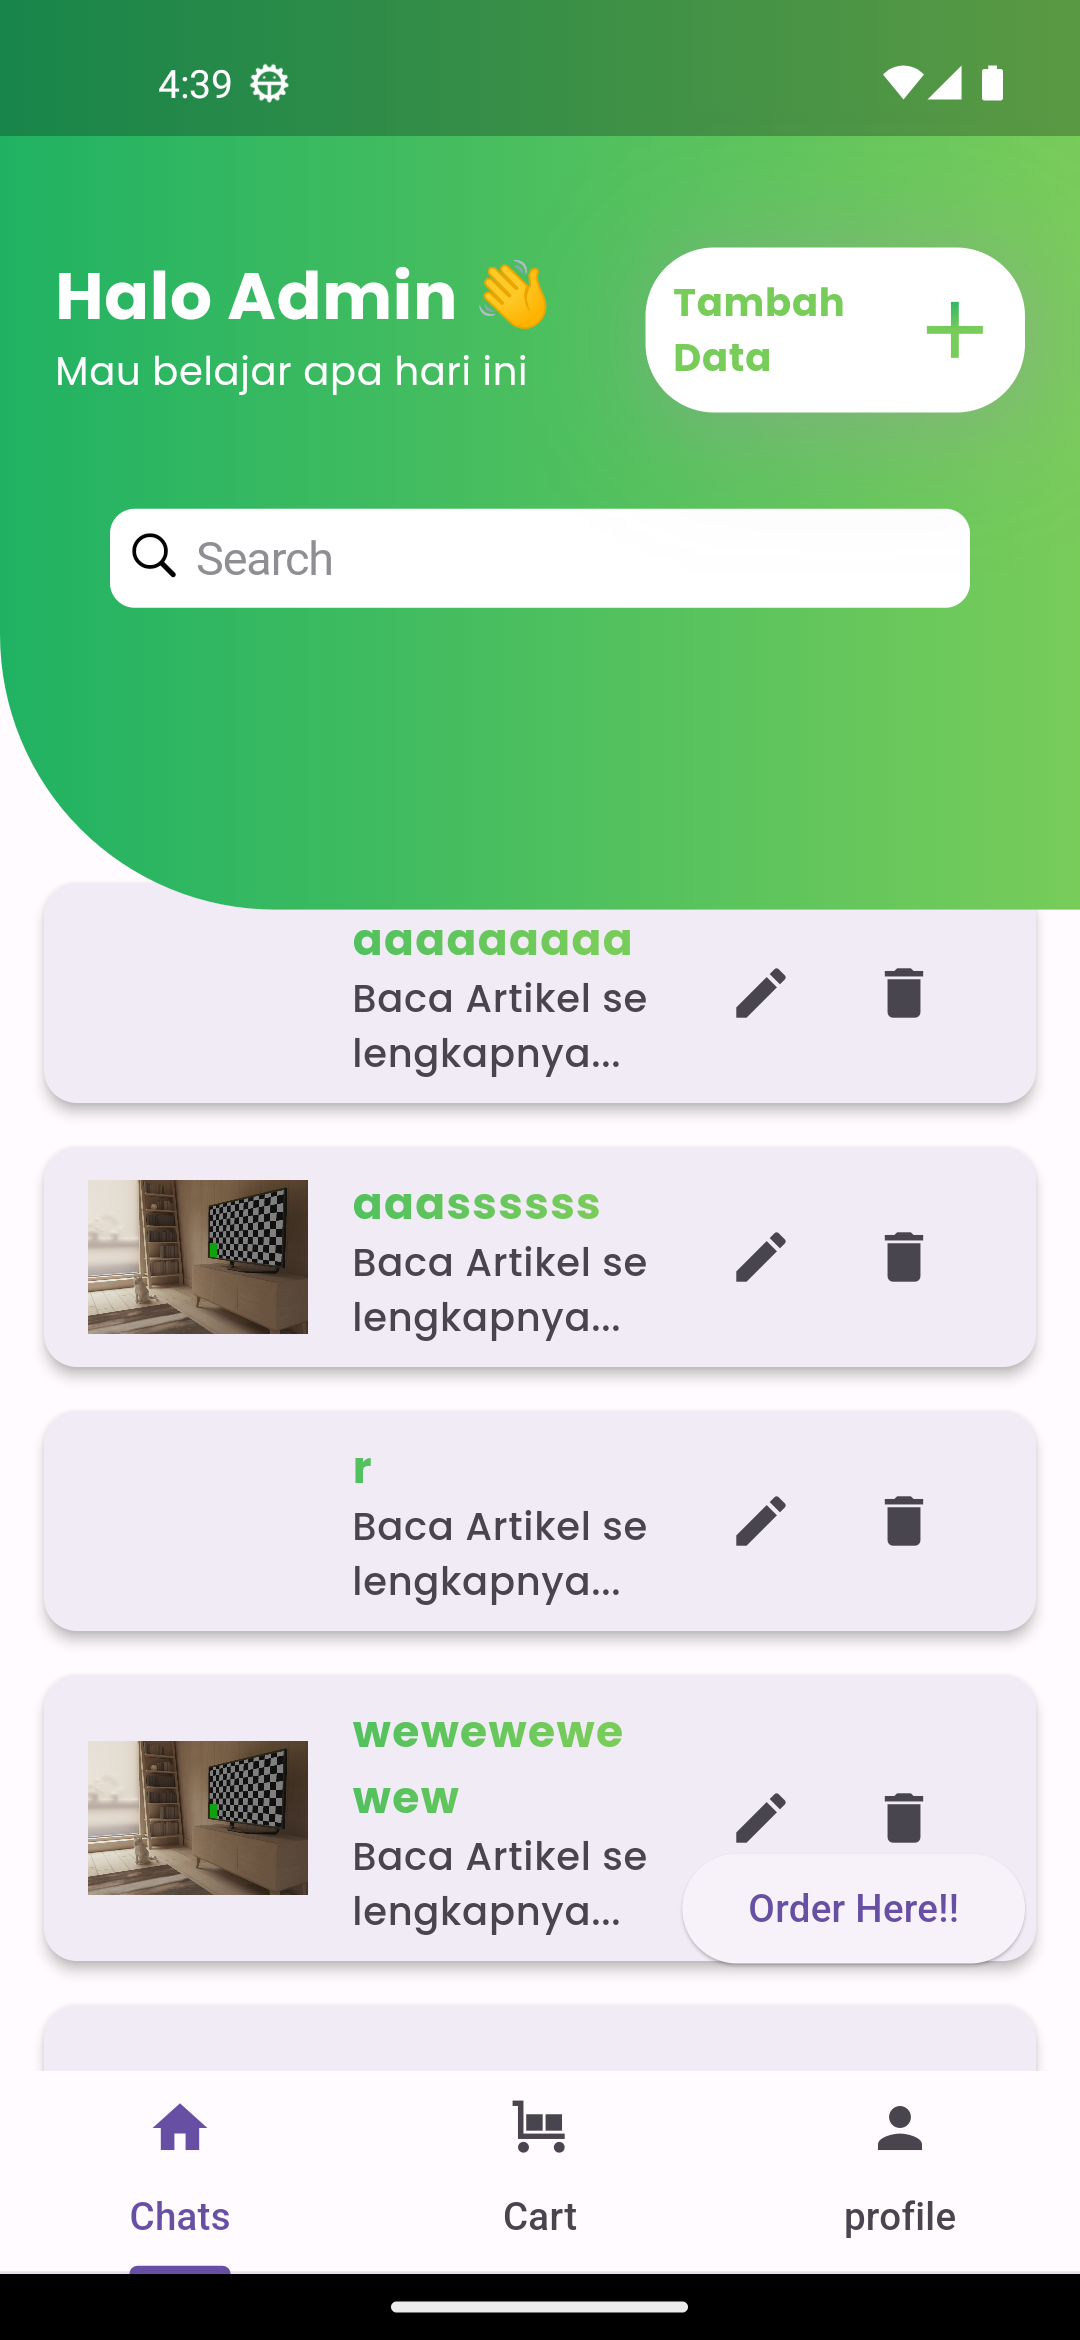 4:39
Halo Admin 👋
Mau belajar apa hari ini
Tambah
Data
Search
aaaaaaaaa
Baca Artikel se
lengkapnya...
aaassssss
Baca Artikel se
lengkapnya...
r
Baca Artikel se
lengkapnya...
wewewewe
wew
Baca Artikel se
lengkapnya...
Order Here!!
Chats
Cart
profile